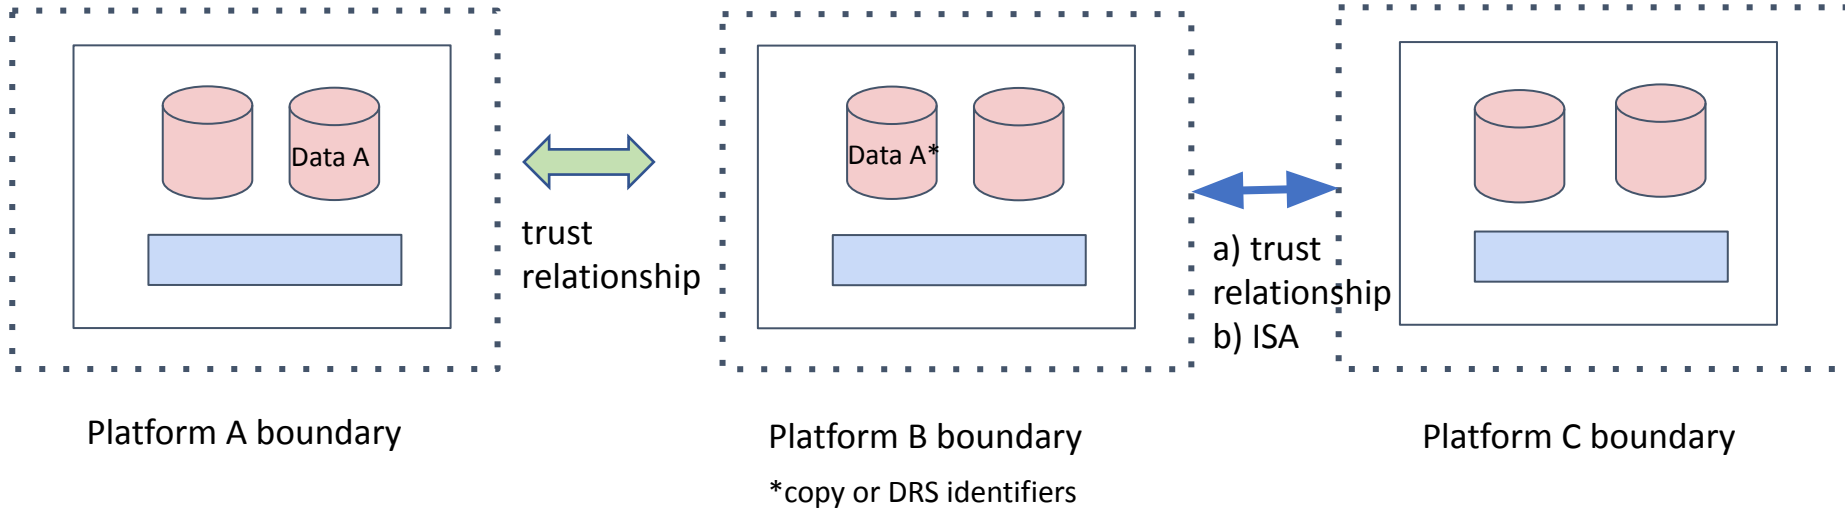 Data A
Data A*
trust
relationship
a) trust
relationship
b) ISA
Platform A boundary
Platform B boundary
*copy or DRS identifiers
Platform C boundary